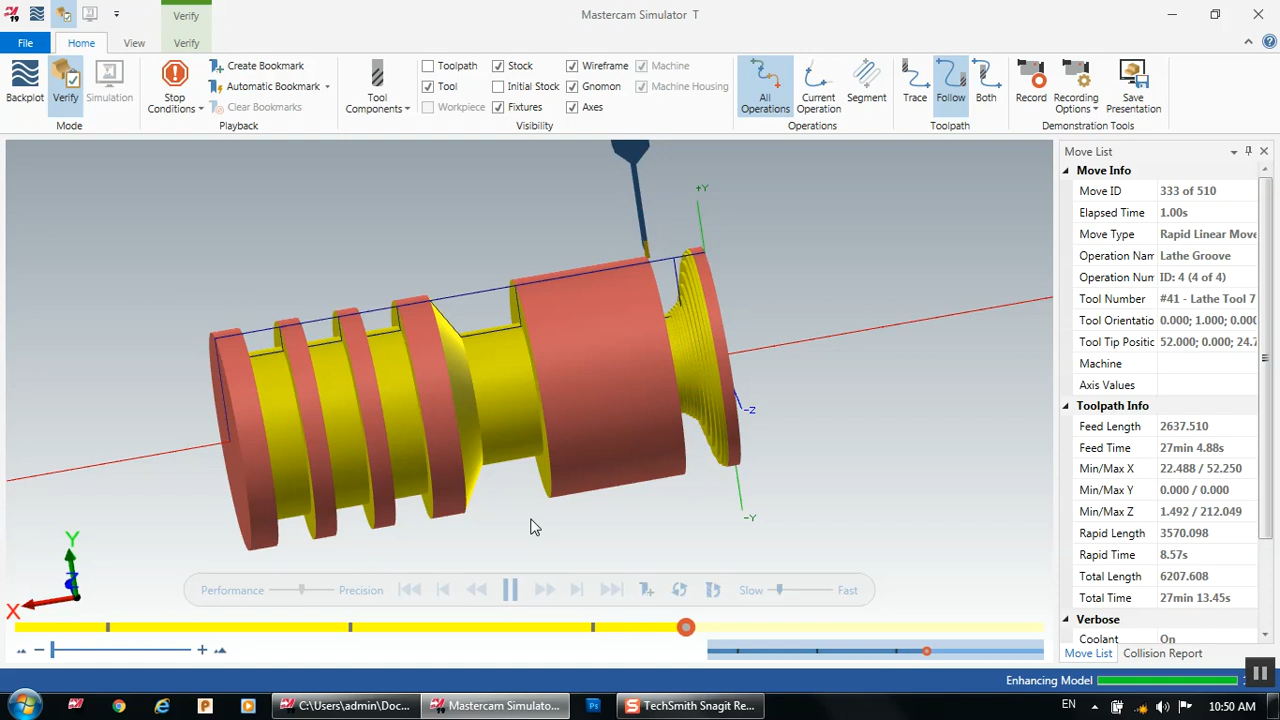 19
Verify
Mastercam Simulator T
File
Home
View
Verify
Backplot
Verify
Simulation
Mode
Stop Conditions
Create Bookmark
Automatic Bookmark
Clear Bookmarks
Playback
Tool Components
Toolpath
Tool
Workpiece
Stock
Initial Stock
Fixtures
Wireframe
Gnomon
Axes
Machine
Machine Housing
Visibility
All Operations
Current Operation
Segment
Operations
Trace
Follow
Both
Toolpath
Record
Recording Options
Save Presentation
Demonstration Tools
+Y
-Z
-Y
Y
Z
X
Move List
Move Info
Move ID 333 of 510
Elapsed Time 1.00s
Move Type Rapid Linear Move
Operation Nam Lathe Groove
Operation Num ID: 4 (4 of 4)
Tool Number #41 - Lathe Tool 7
Tool Orientatio 0.000; 1.000; 0.000
Tool Tip Positic 52.000; 0.000; 24.7
Machine
Axis Values
Toolpath Info
Feed Length 2637.510
Feed Time 27min 4.88s
Min/Max X 22.488 / 52.250
Min/Max Y 0.000 / 0.000
Min/Max Z 1.492 / 212.049
Rapid Length 3570.098
Rapid Time 8.57s
Total Length 6207.608
Total Time 27min 13.45s
Verbose
Coolant On
Move List
Collision Report
Performance
Precision
Slow
Fast
Enhancing Model
C:\Users\admin\Doc...
Mastercam Simulato...
Ps
TechSmith Snagit Re...
EN
10:50 AM